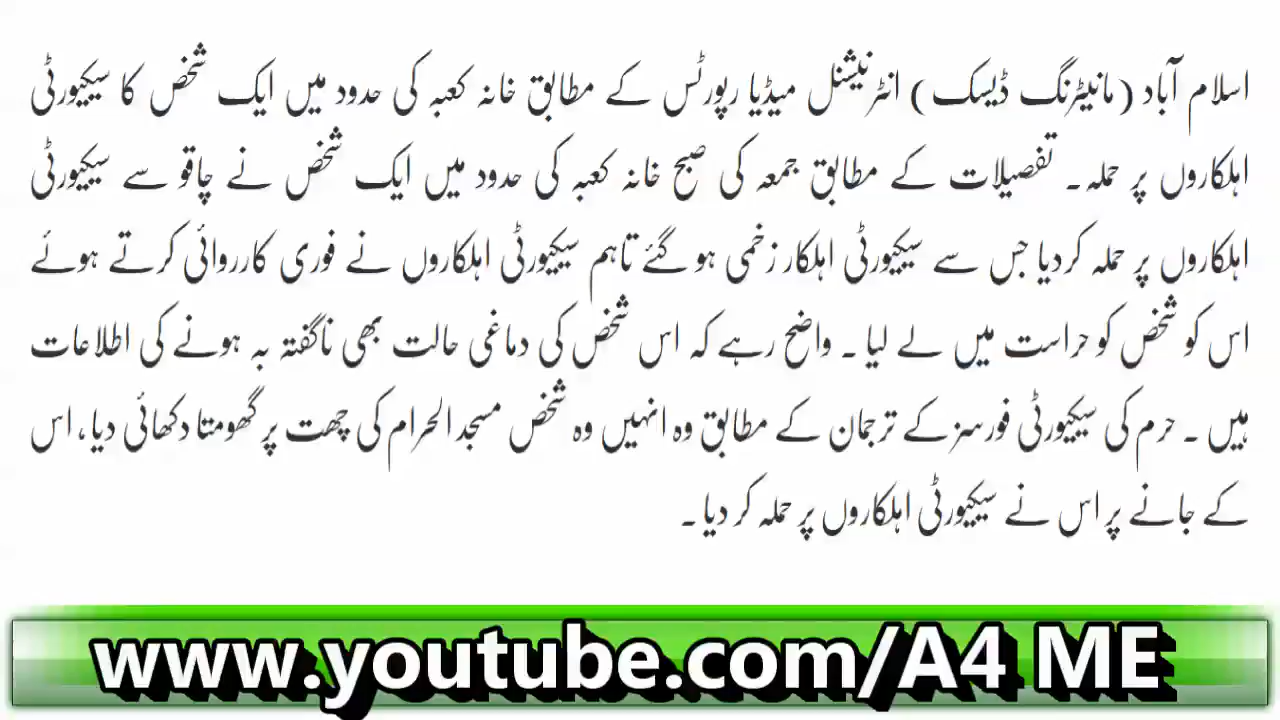 اسلام آباد (مانیٹرنگ ڈیسک) انٹرنیشنل میڈیا رپورٹس کے مطابق خانہ کعبہ کی حدود میں ایک شخص کا سیکیورٹی
اہلکاروں پر حملہ۔ تفصیلات کے مطابق جمعہ کی صبح خانہ کعبہ کی حدود میں ایک شخص نے چاقو سے سیکیورٹی
اہلکاروں پر حملہ کردیا جس سے سیکیورٹی اہلکار زخمی ہو گئے تاہم سیکیورٹی اہلکاروں نے فوری کارروائی کرتے ہوئے
اس کو شخص کو حراست میں لے لیا۔ واضح رہے کہ اس شخص کی دماغی حالت بھی ناگفتہ بہ ہونے کی اطلاعات
ہیں۔ حرم کی سیکیورٹی فورسز کے ترجمان کے مطابق وہ انہیں وہ شخص مسجد الحرام کی چھت پر گھومتا دکھائی دیا، اس
کے جانے پر اس نے سیکیورٹی اہلکاروں پر حملہ کر دیا۔
www.youtube.com/A4 ME